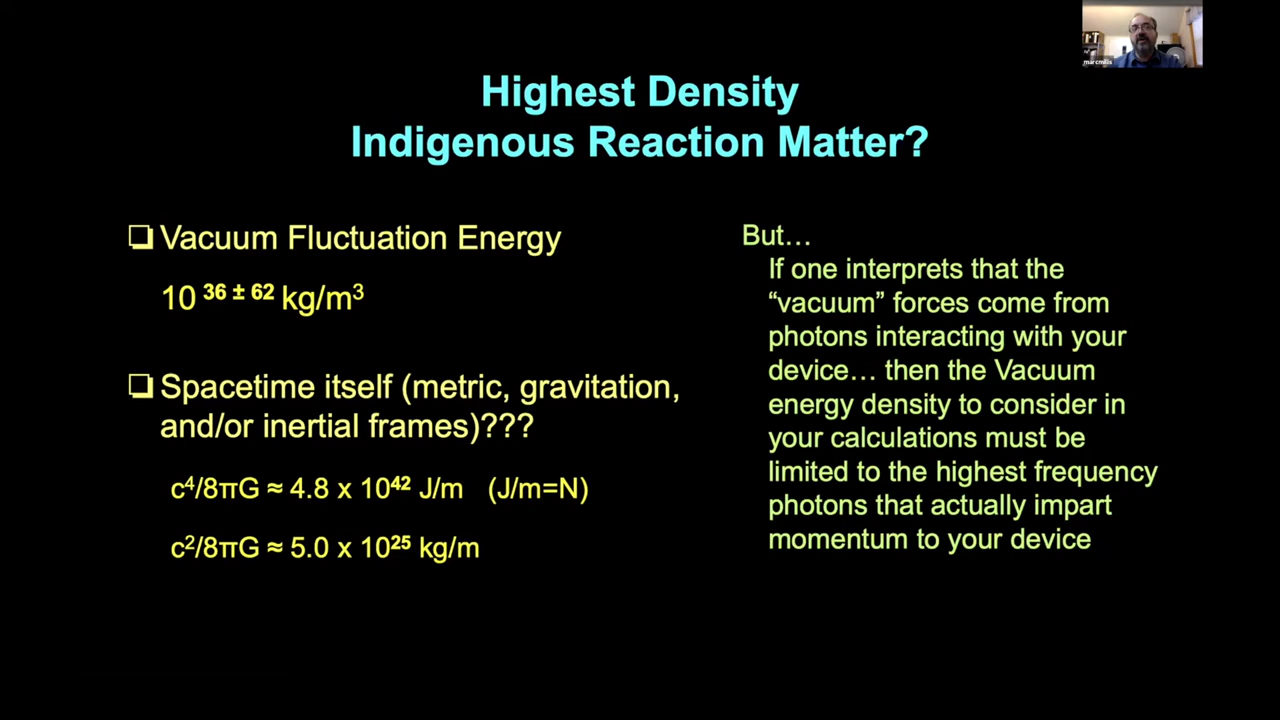 marcmillis
Highest Density
Indigenous Reaction Matter?
❑ Vacuum Fluctuation Energy
10 ³⁶ ± ⁶² kg/m³
❑ Spacetime itself (metric, gravitation,
and/or inertial frames)???
c⁴/8πG ≈ 4.8 x 10⁴² J/m (J/m=N)
c²/8πG ≈ 5.0 x 10²⁵ kg/m
But…
If one interprets that the
“vacuum” forces come from
photons interacting with your
device… then the Vacuum
energy density to consider in
your calculations must be
limited to the highest frequency
photons that actually impart
momentum to your device